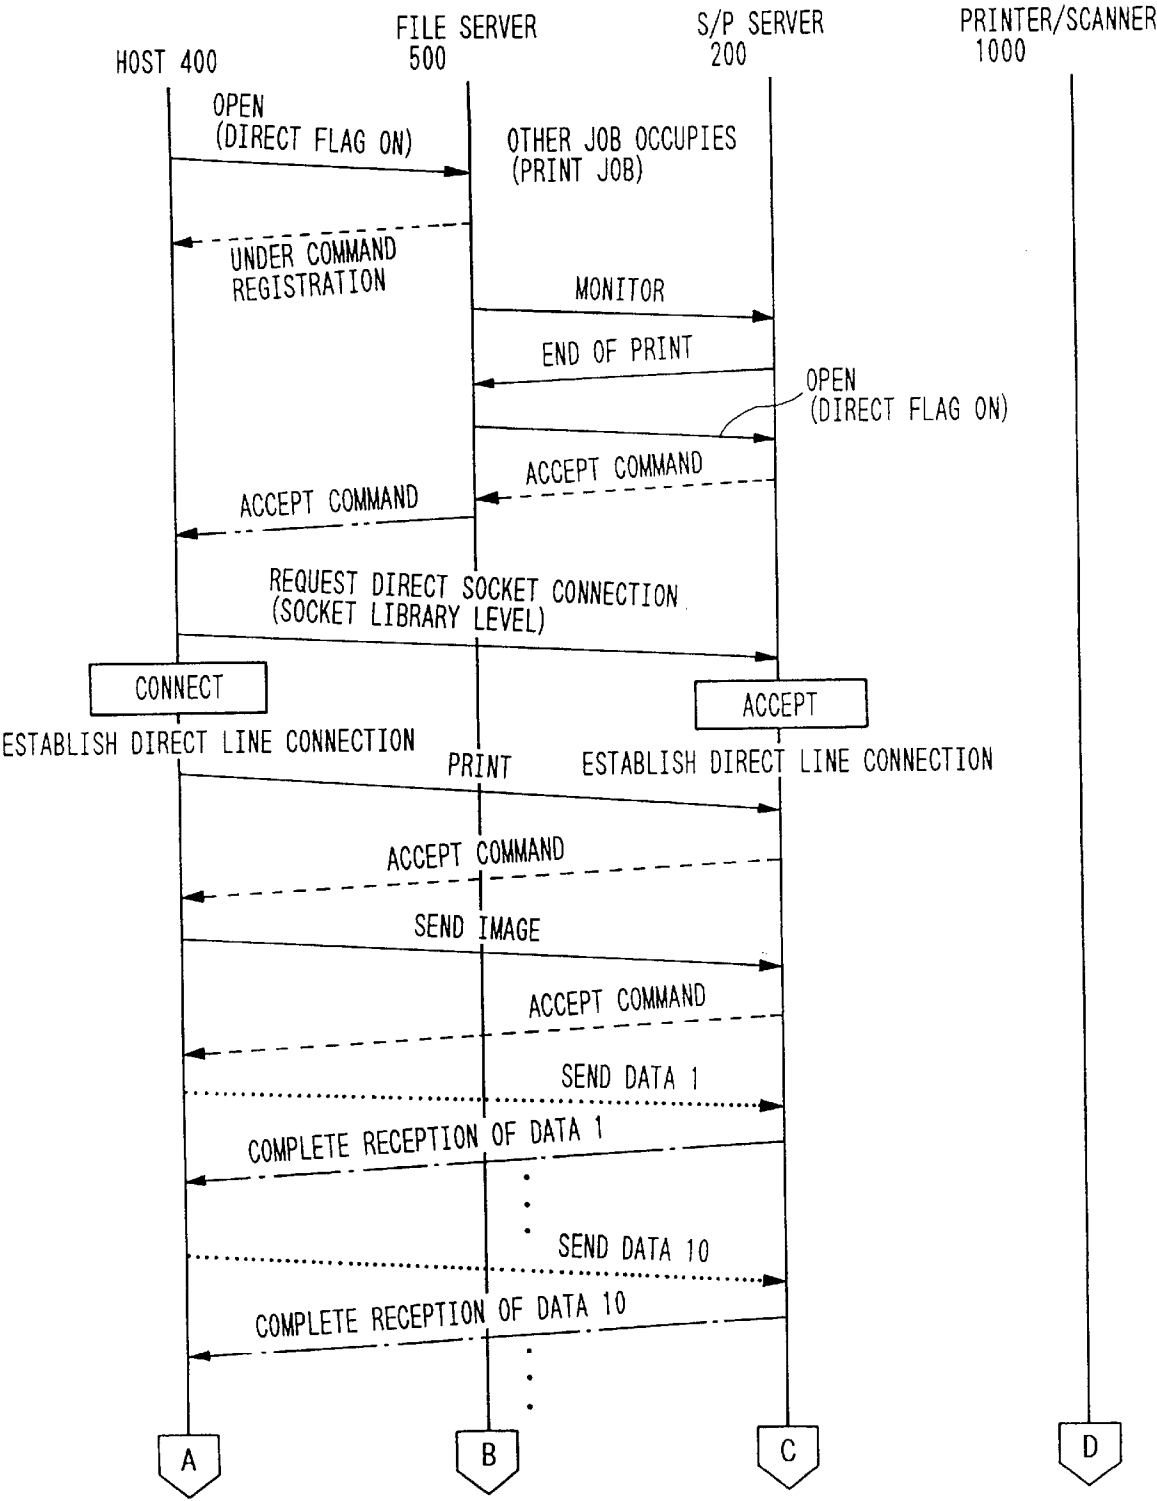 HOST 400
FILE SERVER
500
S/P SERVER
200
PRINTER/SCANNER
1000
OPEN
(DIRECT FLAG ON)
OTHER JOB OCCUPIES
(PRINT JOB)
UNDER COMMAND
REGISTRATION
MONITOR
END OF PRINT
OPEN
(DIRECT FLAG ON)
ACCEPT COMMAND
ACCEPT COMMAND
REQUEST DIRECT SOCKET CONNECTION
(SOCKET LIBRARY LEVEL)
CONNECT
ACCEPT
ESTABLISH DIRECT LINE CONNECTION
PRINT
ESTABLISH DIRECT LINE CONNECTION
ACCEPT COMMAND
SEND IMAGE
ACCEPT COMMAND
SEND DATA 1
COMPLETE RECEPTION OF DATA 1
SEND DATA 10
COMPLETE RECEPTION OF DATA 10
A
B
C
D